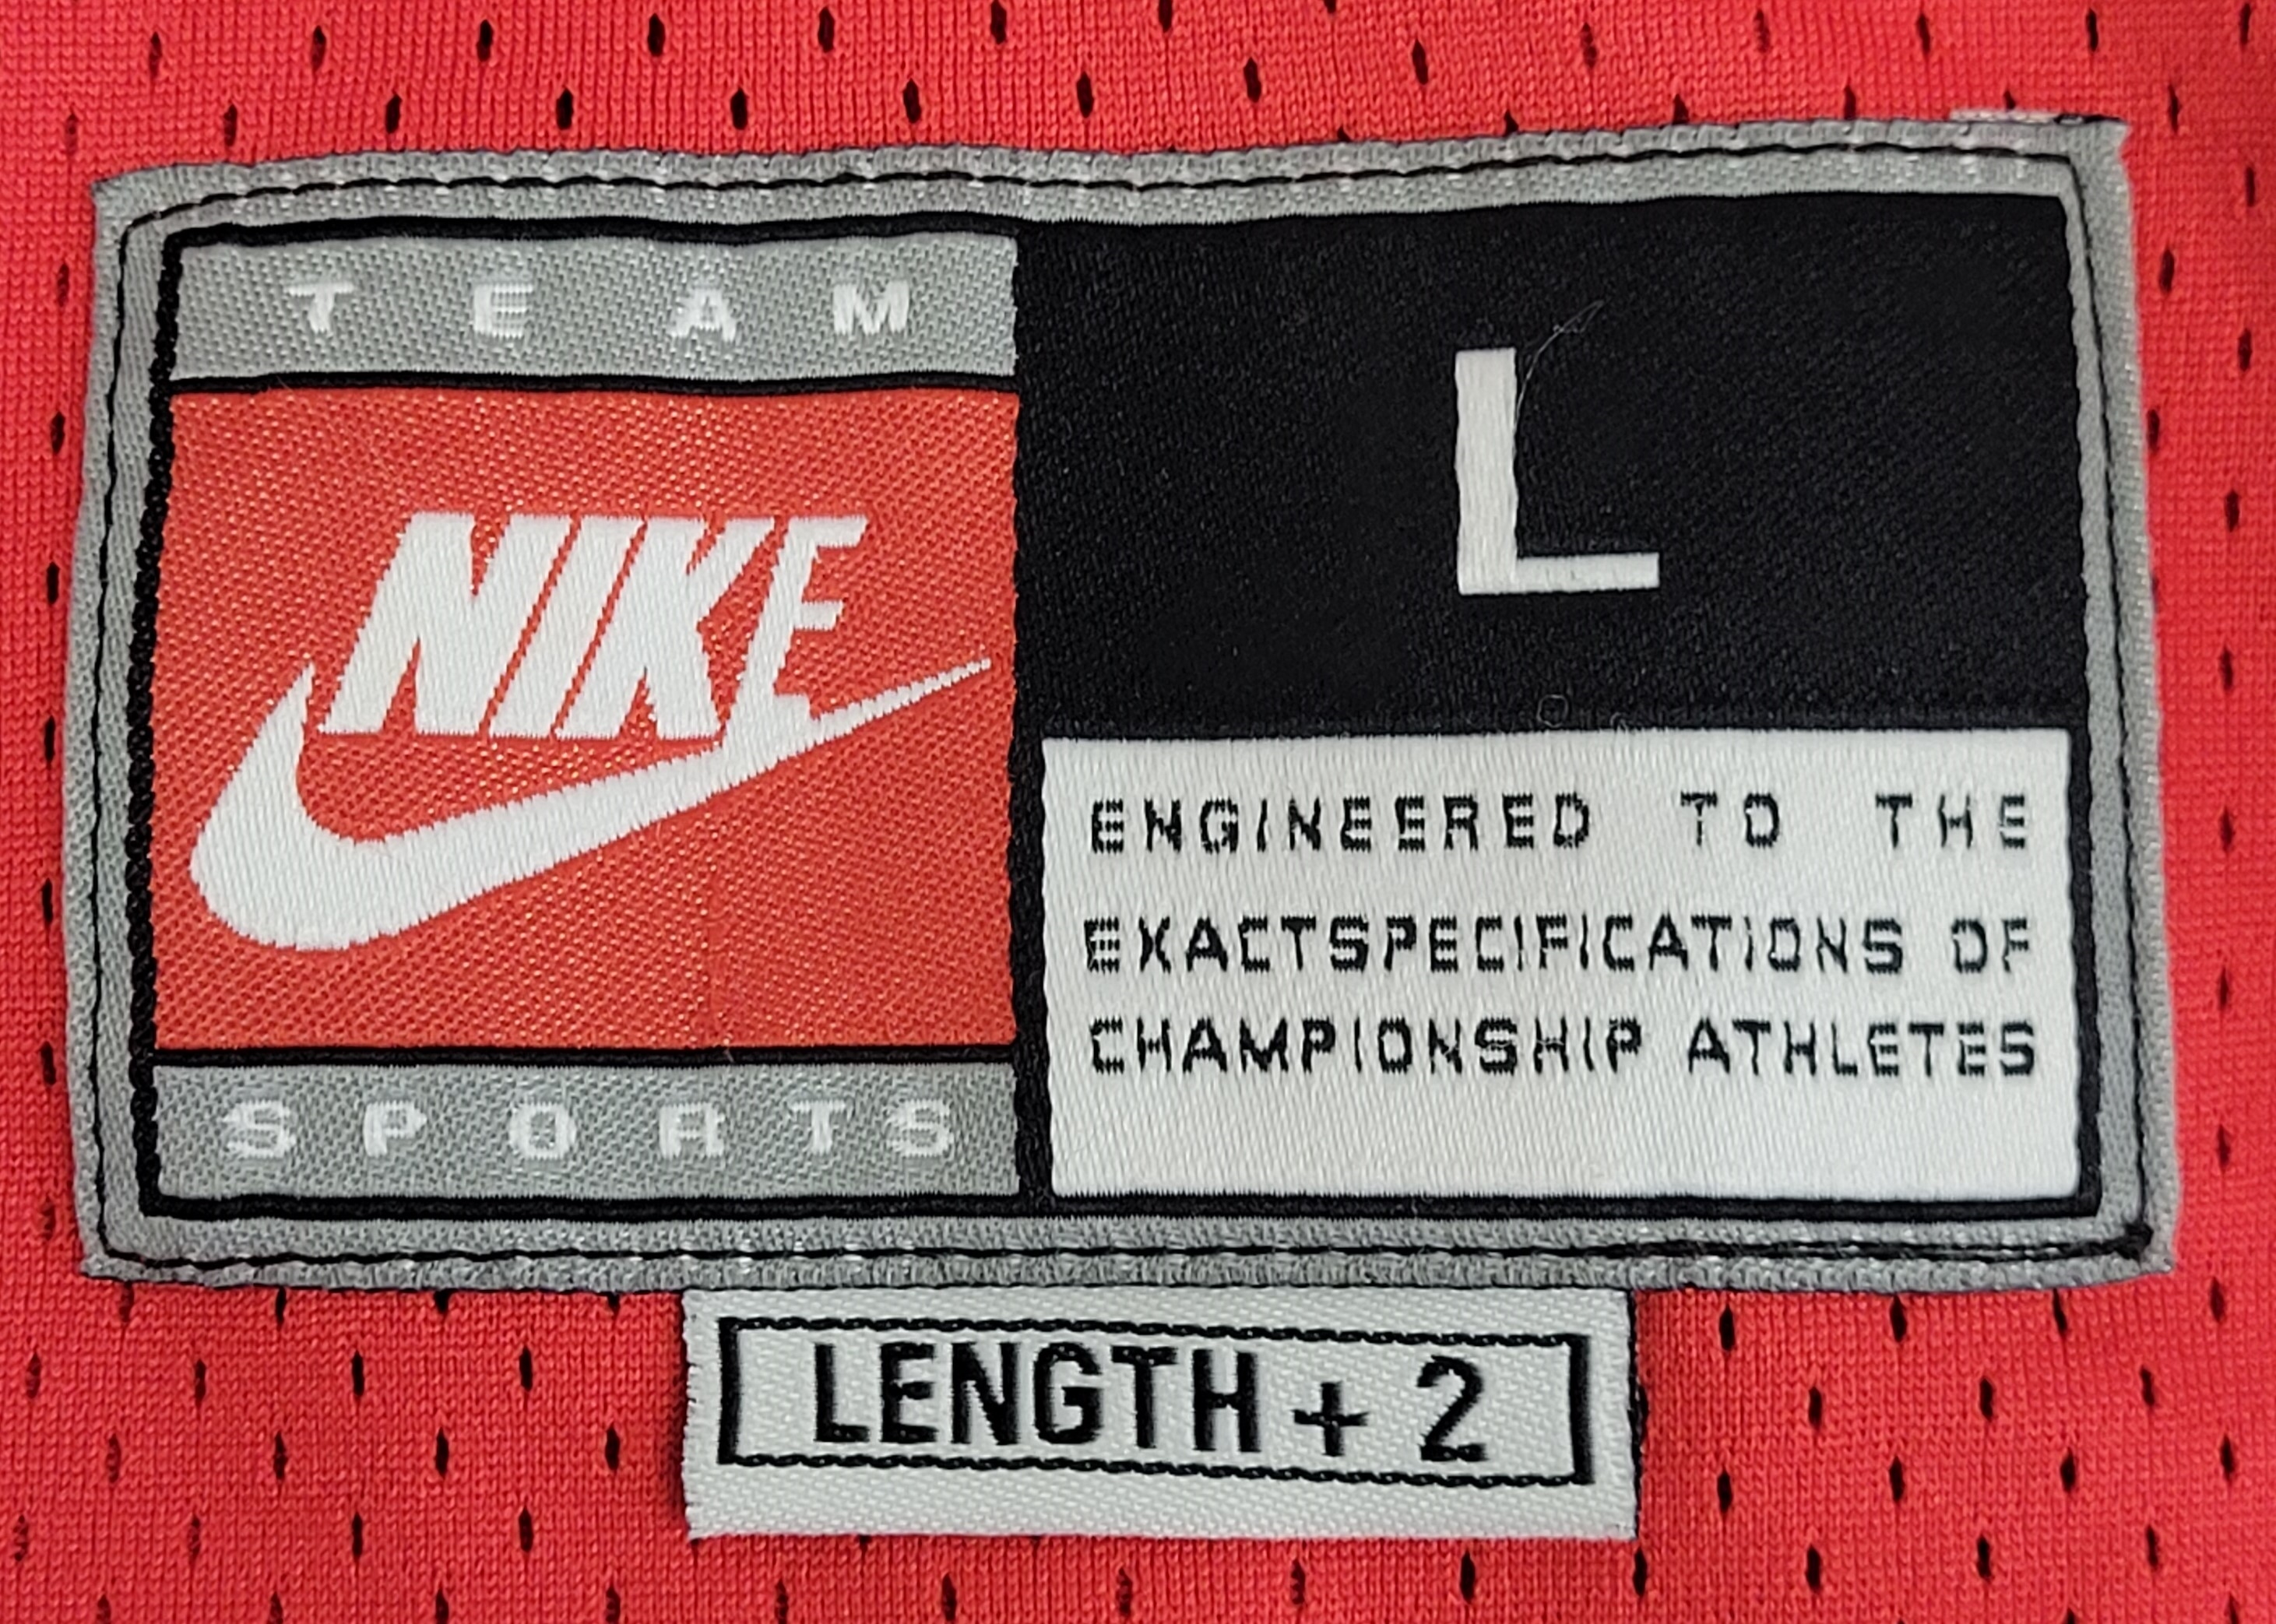 TEAM
NIKE
SPORTS
L
ENGINEERED TO THE
EXACTSPECIFICATIONS OF
CHAMPIONSHIP ATHLETES
LENGTH + 2